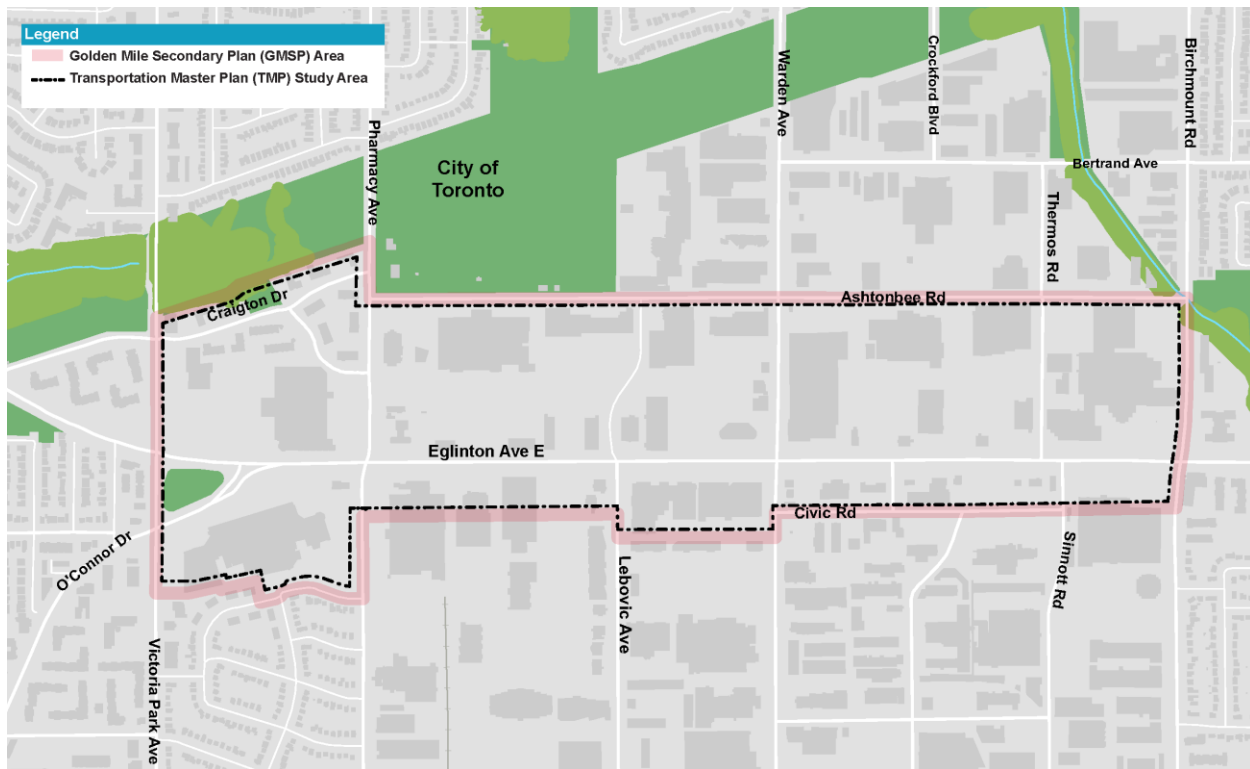 Legend
Golden Mile Secondary Plan (GMSP) Area
Transportation Master Plan (TMP) Study Area
Pharmacy Ave
City of
Toronto
Warden Ave
Crockford Blvd
Birchmount Rd
Bertrand Ave
Thermos Rd
Craigton Dr
Ashtonbee Rd
Eglinton Ave E
Civic Rd
O'Connor Dr
Sinnott Rd
Lebovic Ave
Victoria Park Ave